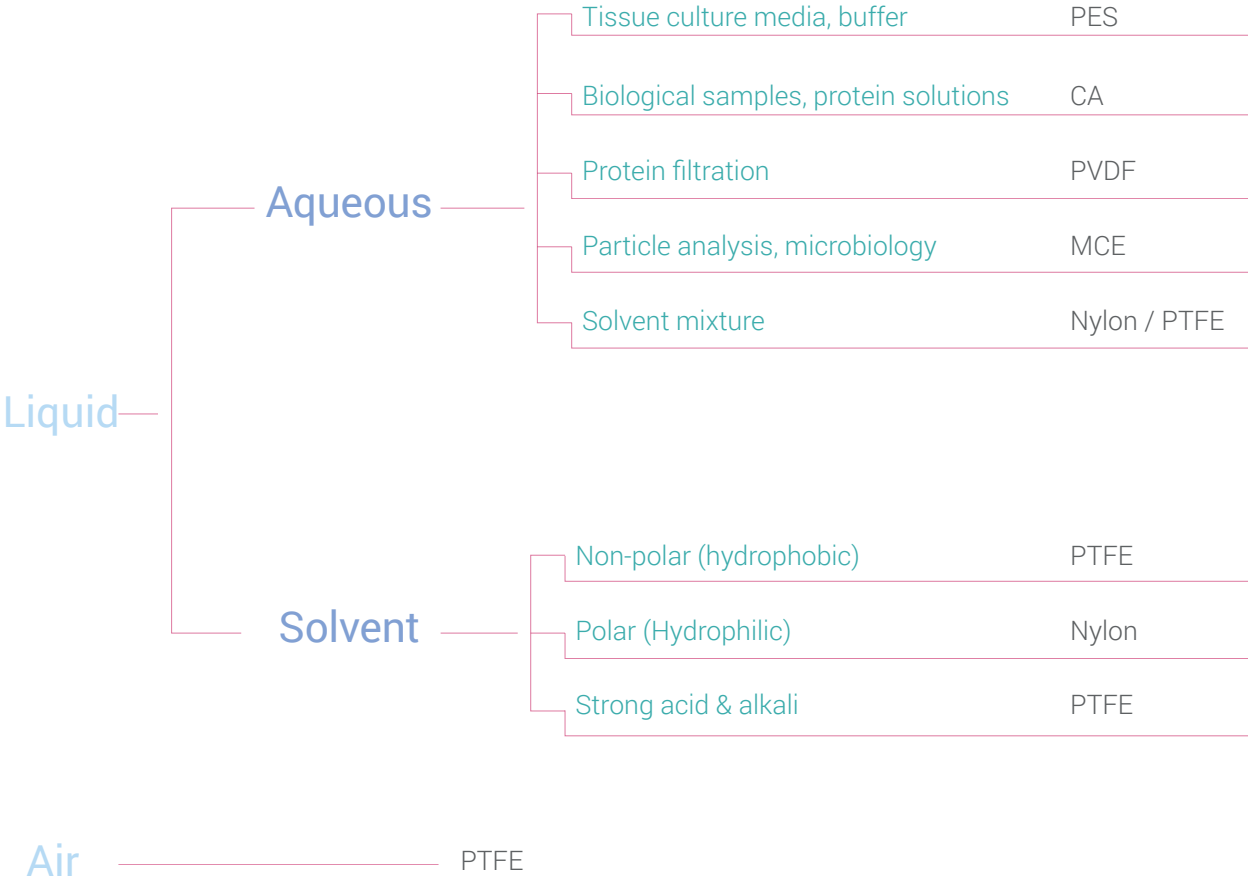 Tissue culture media, buffer PES
Biological samples, protein solutions CA
Protein filtration PVDF
Aqueous
Particle analysis, microbiology MCE
Solvent mixture Nylon / PTFE
Liquid
Non-polar (hydrophobic) PTFE
Solvent
Polar (Hydrophilic) Nylon
Strong acid & alkali PTFE
Air PTFE